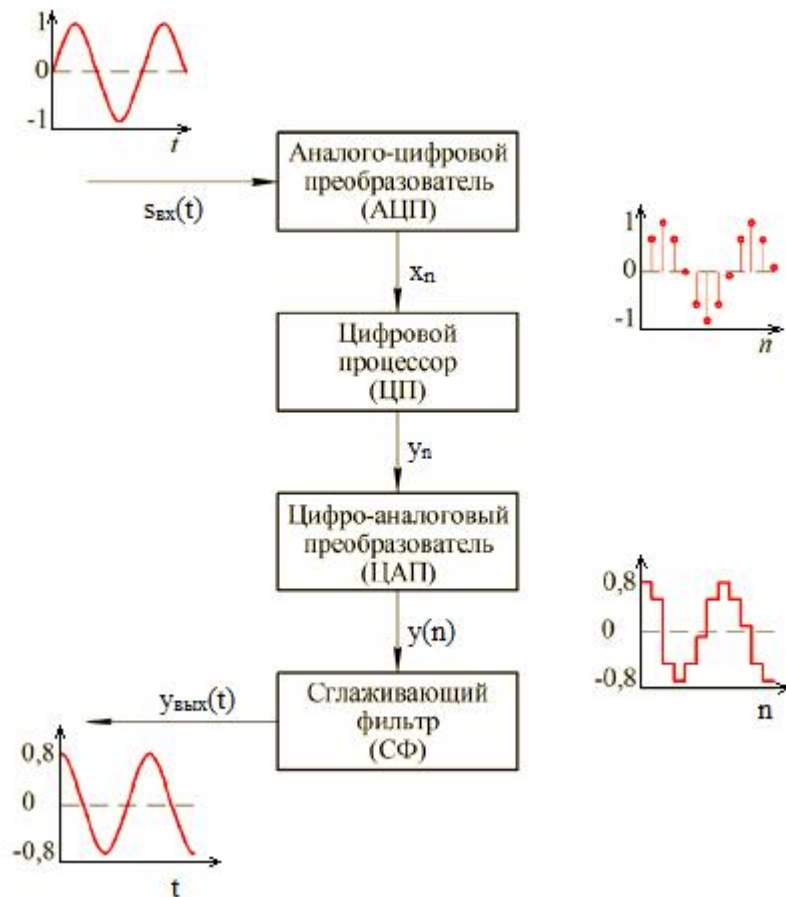 1
0
-1
t
Аналого-цифровой
преобразователь
(АЦП)
sвх(t)
xn
1
0
-1
n
Цифровой
процессор
(ЦП)
yn
Цифро-аналоговый
преобразователь
(ЦАП)
0,8
0
-0,8
n
y(n)
Сглаживающий
фильтр
(СФ)
yвых(t)
0,8
0
-0,8
t